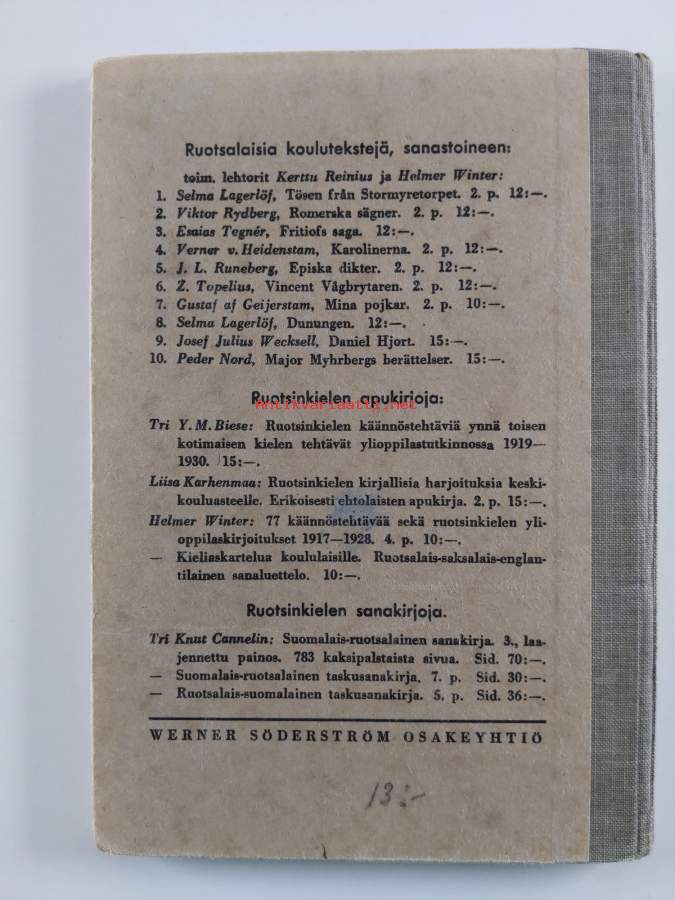 Ruotsalaisia koulutekstejä, sanastoineen:
toim. lehtorit Kerttu Reinius ja Helmer Winter:
1. Selma Lagerlöf, Tösen från Stormyretorpet. 2. p. 12:—.
2. Viktor Rydberg, Romerska sägner. 2. p. 12:—.
3. Esaias Tegnér, Fritiofs saga. 12:—.
4. Verner v. Heidenstam, Karolinerna. 2. p. 12:—.
5. J. L. Runeberg, Episka dikter. 2. p. 12:—.
6. Z. Topelius, Vincent Vågbrytaren. 2. p. 12:—.
7. Gustaf af Geijerstam, Mina pojkar. 2. p. 10:—.
8. Selma Lagerlöf, Dunungen. 12:—.
9. Josef Julius Wecksell, Daniel Hjort. 15:—.
10. Peder Nord, Major Myhrbergs berättelser. 15:—.
Ruotsinkielen apukirjoja:
Antikvariaatti.net
Tri Y. M. Biese: Ruotsinkielen käännöstehtäviä ynnä toisen
kotimaisen kielen tehtävät ylioppilastutkinnossa 1919—
1930. 15:—.
Liisa Karhenmaa: Ruotsinkielen kirjallisia harjoituksia keski-
kouluasteelle. Erikoisesti ehtolaisten apukirja. 2. p. 15:—.
Helmer Winter: 77 käännöstehtävää sekä ruotsinkielen yli-
oppilaskirjoitukset 1917—1928. 4. p. 10:—.
— Kieliaskartelua koululaisille. Ruotsalais-saksalais-englan-
tilainen sanaluettelo. 10:—.
Ruotsinkielen sanakirjoja.
Tri Knut Cannelin: Suomalais-ruotsalainen sanakirja. 3., laa-
jennettu painos. 783 kaksipalstaista sivua. Sid. 70:—.
— Suomalais-ruotsalainen taskusanakirja. 7. p. Sid. 30:—.
— Ruotsalais-suomalainen taskusanakirja. 5. p. Sid. 36:—.
WERNER SÖDERSTRÖM OSAKEYHTIÖ
13:-